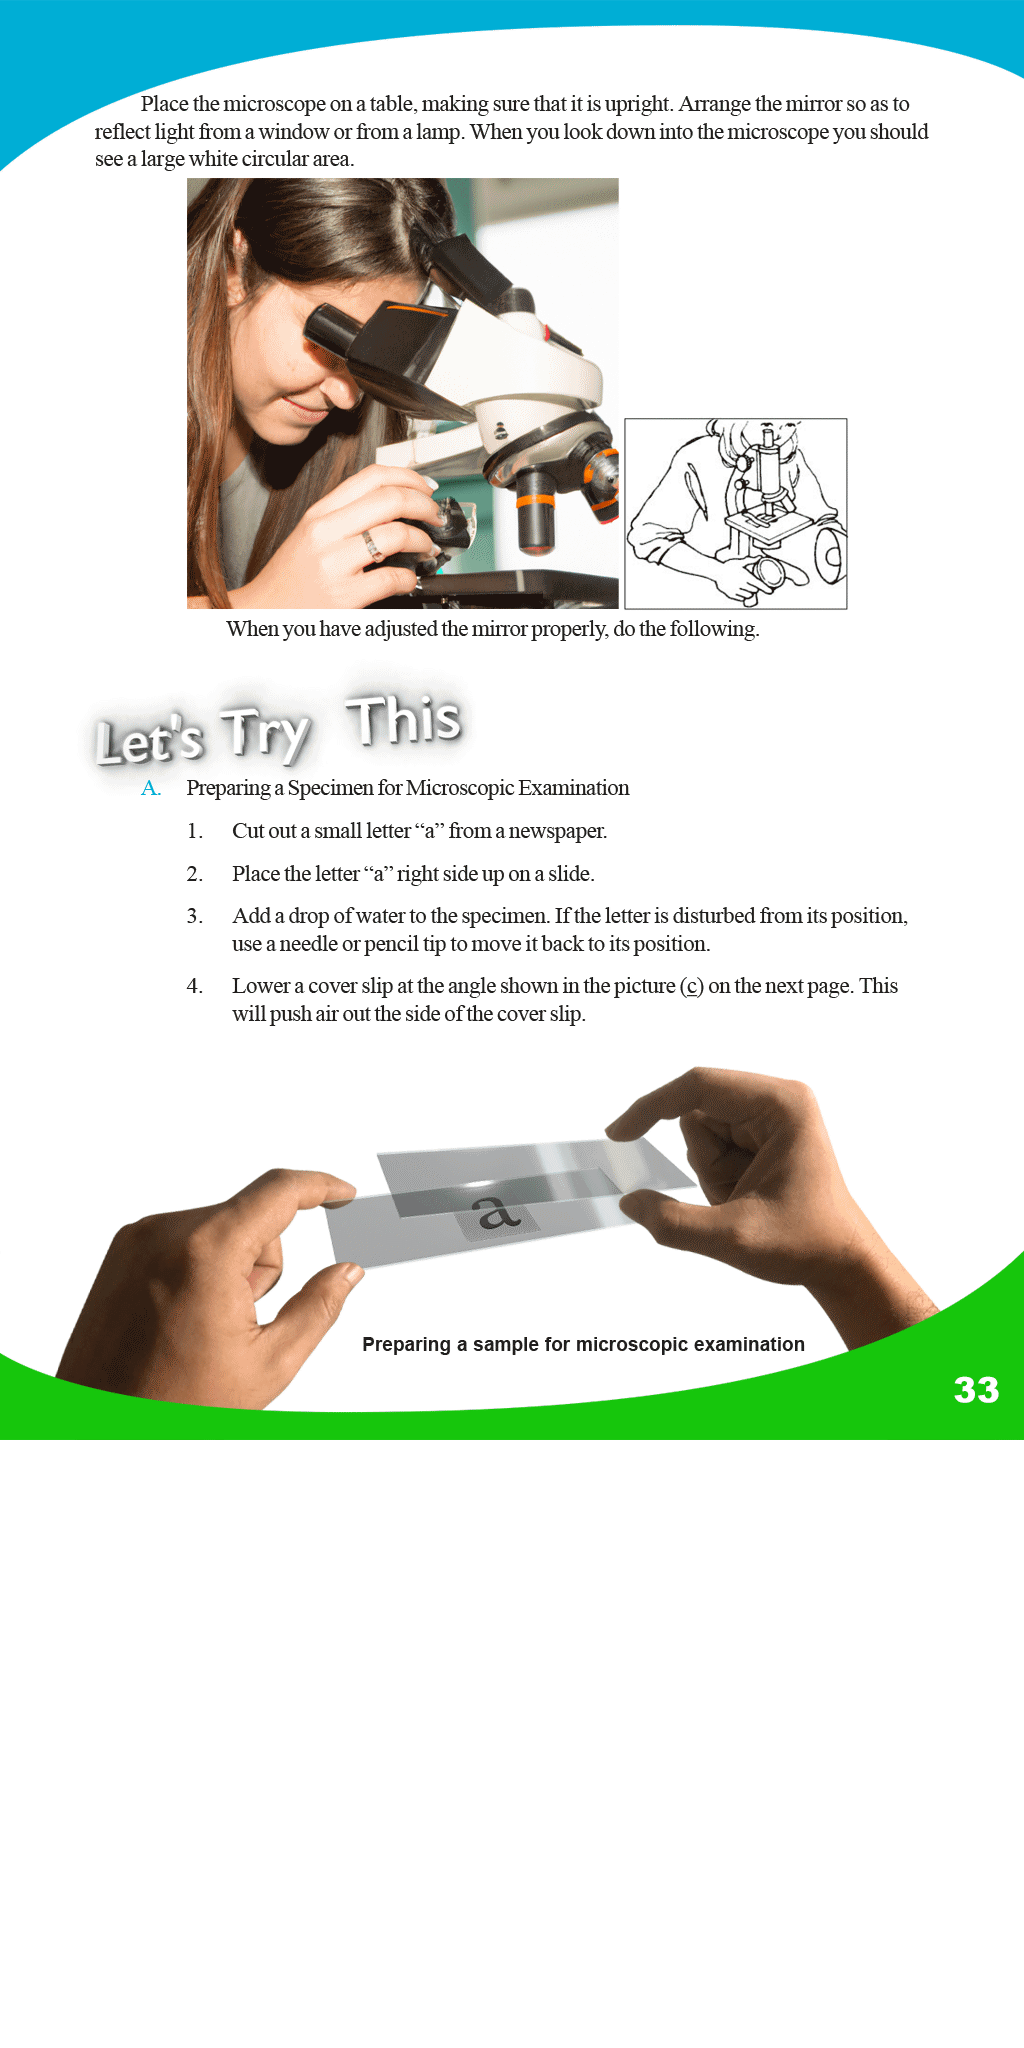 Place the microscope on a table, making sure that it is upright. Arrange the mirror so as to
reflect light from a window or from a lamp. When you look down into the microscope you should
see a large white circular area.
When you have adjusted the mirror properly, do the following.
Let's Try This
A. Preparing a Specimen for Microscopic Examination
1. Cut out a small letter “a” from a newspaper.
2. Place the letter “a” right side up on a slide.
3. Add a drop of water to the specimen. If the letter is disturbed from its position,
use a needle or pencil tip to move it back to its position.
4. Lower a cover slip at the angle shown in the picture (c) on the next page. This
will push air out the side of the cover slip.
a
Preparing a sample for microscopic examination
33